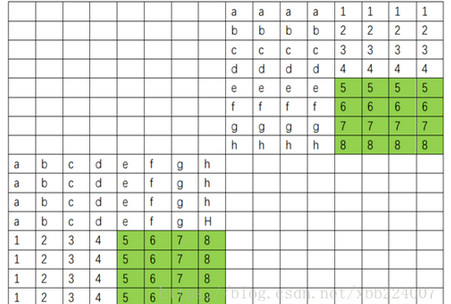 a a a a 1 1 1 1
b b b b 2 2 2 2
c c c c 3 3 3 3
d d d d 4 4 4 4
e e e e 5 5 5 5
f f f f 6 6 6 6
g g g g 7 7 7 7
h h h h 8 8 8 8
a b c d e f g h
a b c d e f g h
a b c d e f g h
a b c d e f g H
1 2 3 4 5 6 7 8
1 2 3 4 5 6 7 8
1 2 3 4 5 6 7 8
1 2 3 4 5 6 7 8
blog.csdn.net/xbb224007